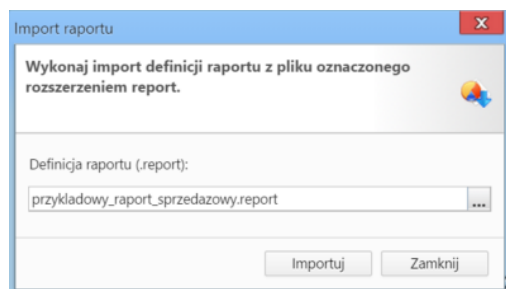 Import raportu
Wykonaj import definicji raportu z pliku oznaczonego
rozszerzeniem report.
Definicja raportu (.report):
przykladowy_raport_sprzedazowy.report
...
Importuj Zamknij